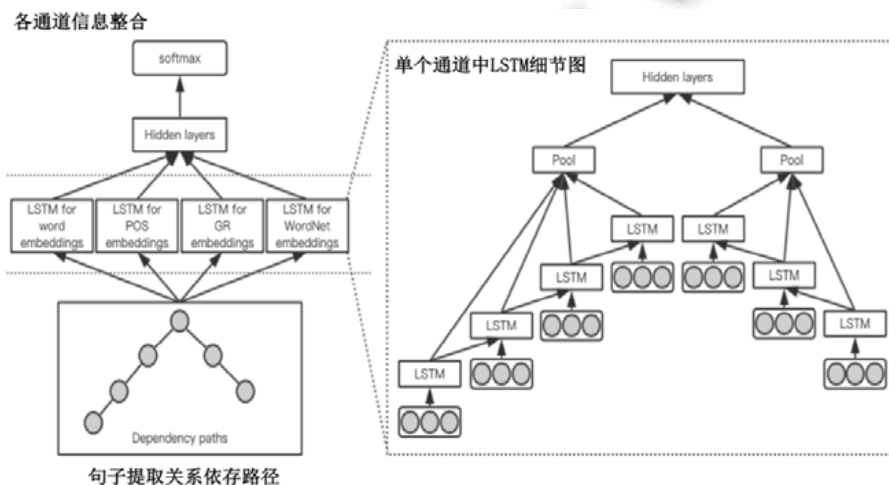 各通道信息整合
softmax
Hidden layers
LSTM for
word
embeddings
LSTM for
POS
embeddings
LSTM for
GR
embeddings
LSTM for
WordNet
embeddings
Dependency paths
句子提取关系依存路径
单个通道中LSTM细节图
Hidden layers
Pool
Pool
LSTM
LSTM
LSTM
LSTM
LSTM
LSTM
LSTM